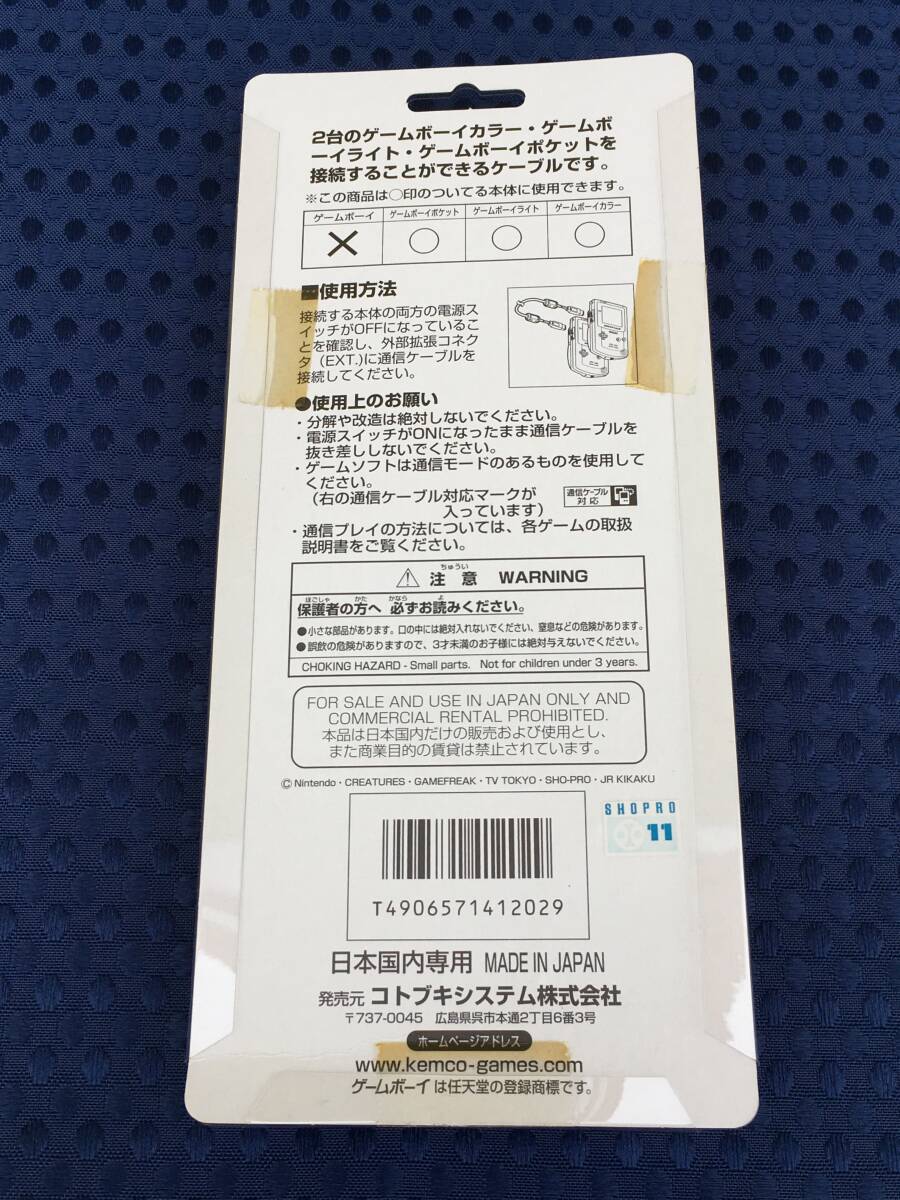 2台のゲームボーイカラー・ゲームボ
ーイライト・ゲームボーイポケットを
接続することができるケーブルです。
※この商品は○印のついてる本体に使用できます。
ゲームボーイ ゲームボーイポケット ゲームボーイライト ゲームボーイカラー
× ○ ○ ○
■使用方法
接続する本体の両方の電源ス
イッチがOFFになっているこ
とを確認し、外部拡張コネク
タ（EXT.)に通信ケーブルを
接続してください。
●使用上のお願い
・分解や改造は絶対しないでください。
・電源スイッチがONになったまま通信ケーブルを
抜き差ししないでください。
・ゲームソフトは通信モードのあるものを使用して
ください。
（右の通信ケーブル対応マークが
入っています）
通信ケーブル
対応
・通信プレイの方法については、各ゲームの取扱
説明書をご覧ください。
ちゅうい
⚠ 注意 WARNING
ほごしゃ かた かなら よ
保護者の方へ 必ずお読みください。
●小さな部品があります。口の中には絶対入れないでください、窒息などの危険があります。
●誤飲の危険がありますので、3才未満のお子様には絶対与えないでください。
CHOKING HAZARD - Small parts. Not for children under 3 years.
FOR SALE AND USE IN JAPAN ONLY AND
COMMERCIAL RENTAL PROHIBITED.
本品は日本国内だけの販売および使用とし、
また商業目的の賃貸は禁止されています。
© Nintendo・CREATURES・GAMEFREAK・TV TOKYO・SHO-PRO・JR KIKAKU
SHOPRO
11
T4906571412029
日本国内専用 MADE IN JAPAN
発売元 コトブキシステム株式会社
〒737-0045 広島県呉市本通2丁目6番3号
ホームページアドレス
www.kemco-games.com
ゲームボーイ は任天堂の登録商標です。